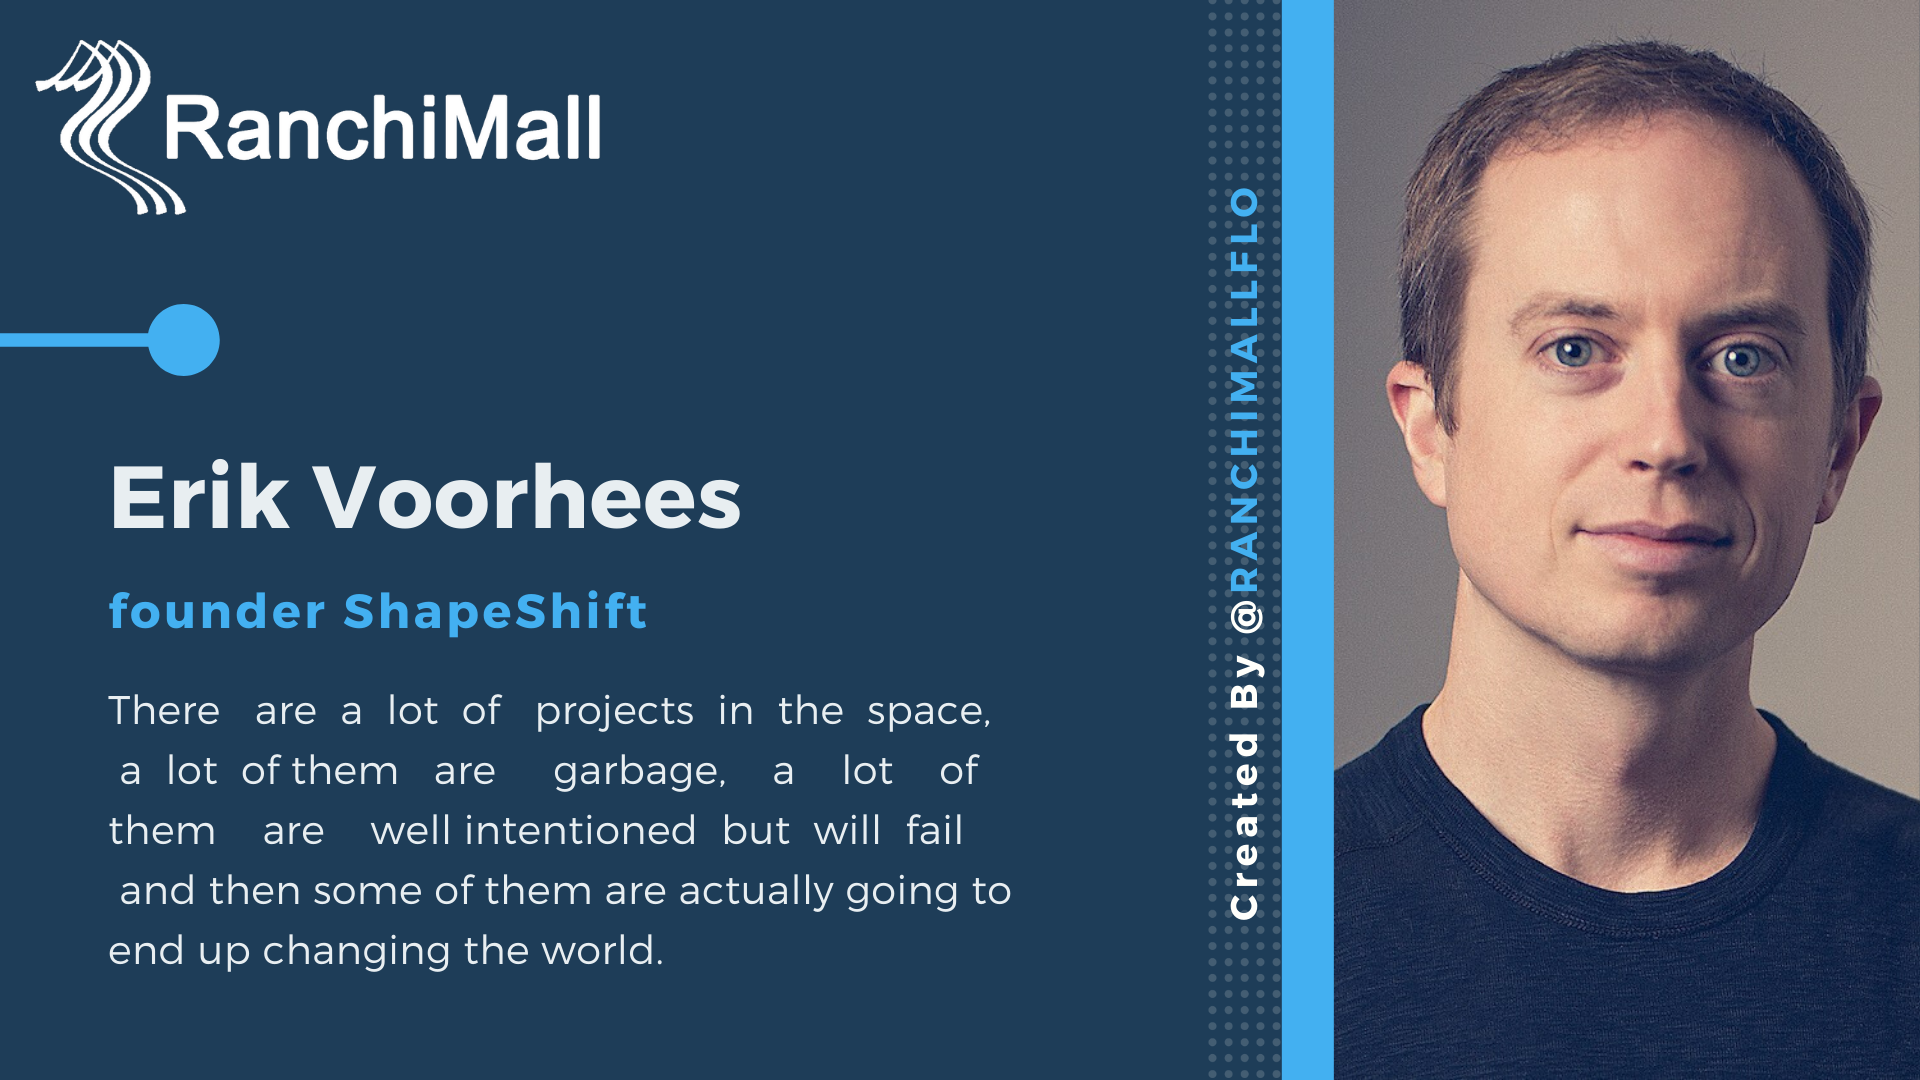 RanchiMall
Erik Voorhees
founder ShapeShift
There are a lot of projects in the space,
a lot of them are garbage, a lot of
them are well intentioned but will fail
and then some of them are actually going to
end up changing the world.
Created By @RANCHIMALLFLO